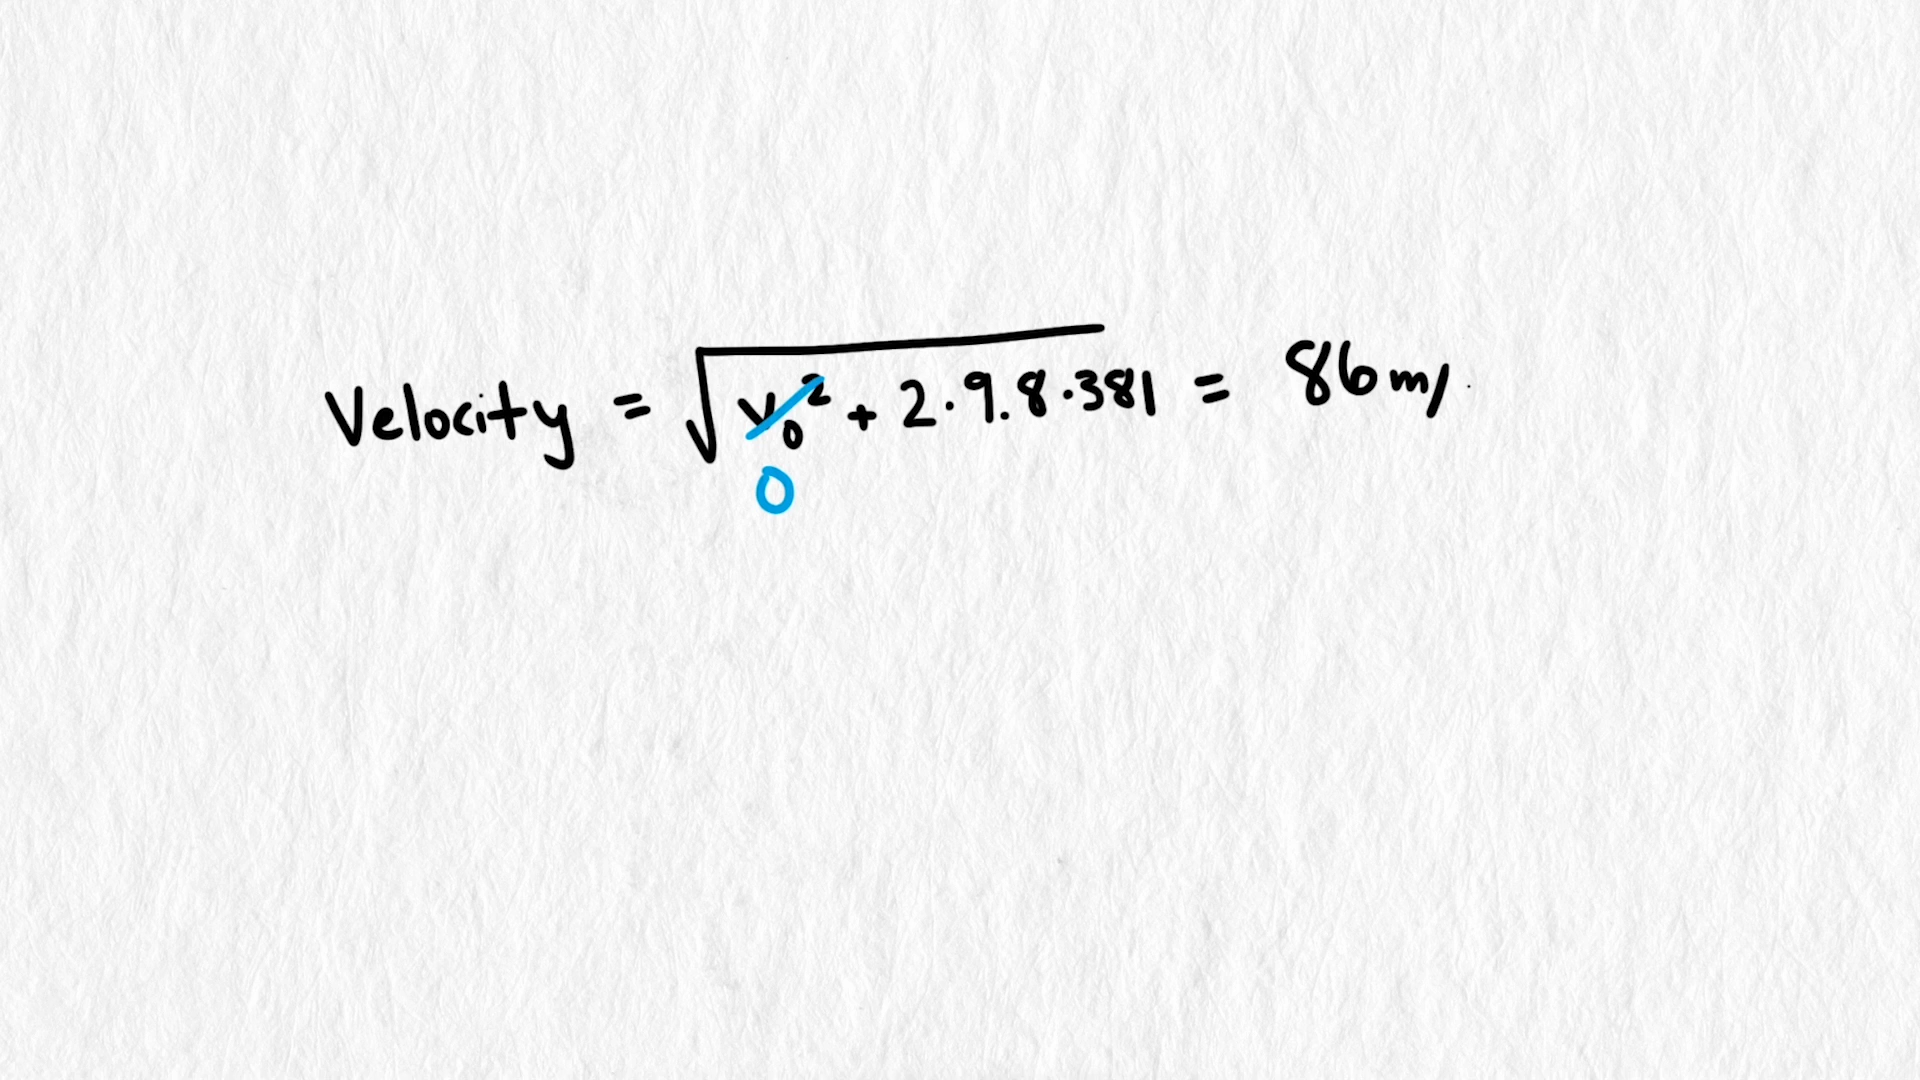 Velocity = √v₀² + 2·9.8·381 = 86m/
0